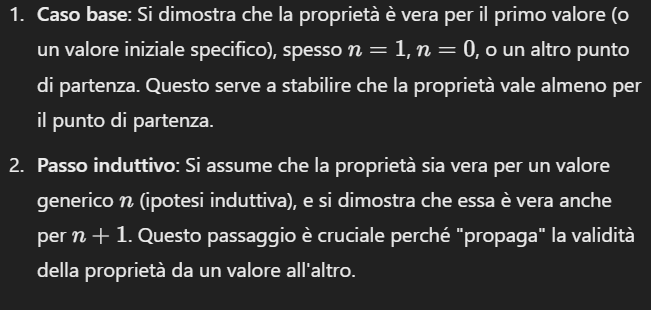 1. Caso base: Si dimostra che la proprietà è vera per il primo valore (o
un valore iniziale specifico), spesso n = 1, n = 0, o un altro punto
di partenza. Questo serve a stabilire che la proprietà vale almeno per
il punto di partenza.
2. Passo induttivo: Si assume che la proprietà sia vera per un valore
generico n (ipotesi induttiva), e si dimostra che essa è vera anche
per n + 1. Questo passaggio è cruciale perché "propaga" la validità
della proprietà da un valore all'altro.